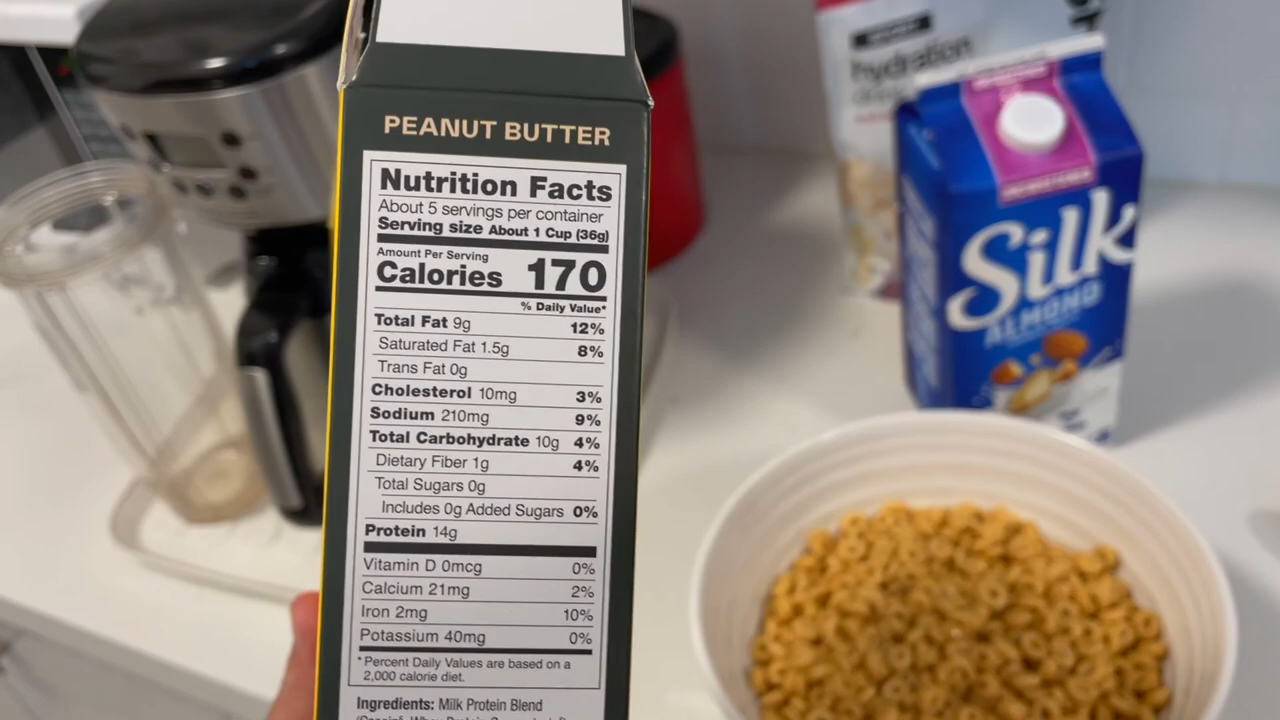 PEANUT BUTTER
Nutrition Facts
About 5 servings per container
Serving size About 1 Cup (36g)
Amount Per Serving
Calories 170
% Daily Value*
Total Fat 9g 12%
Saturated Fat 1.5g 8%
Trans Fat 0g
Cholesterol 10mg 3%
Sodium 210mg 9%
Total Carbohydrate 10g 4%
Dietary Fiber 1g 4%
Total Sugars 0g
Includes 0g Added Sugars 0%
Protein 14g
Vitamin D 0mcg 0%
Calcium 21mg 2%
Iron 2mg 10%
Potassium 40mg 0%
* Percent Daily Values are based on a
2,000 calorie diet.
Ingredients: Milk Protein Blend
hydration
Silk
ALMOND